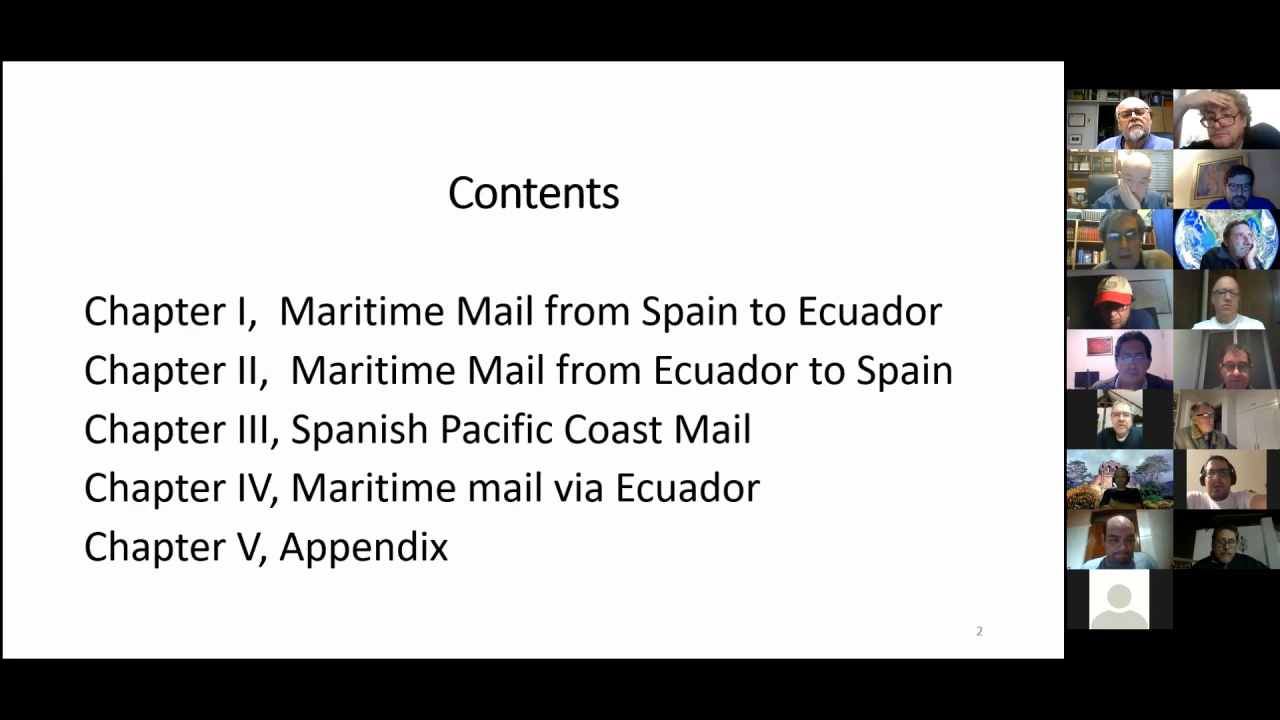 Contents
Chapter I, Maritime Mail from Spain to Ecuador
Chapter II, Maritime Mail from Ecuador to Spain
Chapter III, Spanish Pacific Coast Mail
Chapter IV, Maritime mail via Ecuador
Chapter V, Appendix
2